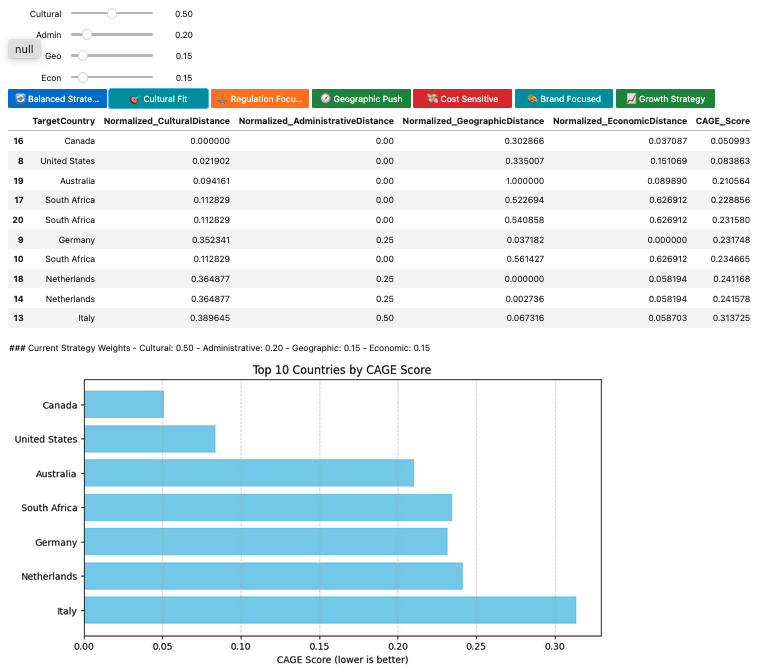 Cultural 0.50
Admin 0.20
null
Geo 0.15
Econ 0.15
Balanced Strate... Cultural Fit Regulation Focu... Geographic Push Cost Sensitive Brand Focused Growth Strategy
TargetCountry Normalized_CulturalDistance Normalized_AdministrativeDistance Normalized_GeographicDistance Normalized_EconomicDistance CAGE_Score
16 Canada 0.000000 0.00 0.302866 0.037087 0.050993
8 United States 0.021902 0.00 0.335007 0.151069 0.083863
19 Australia 0.094161 0.00 1.000000 0.089890 0.210564
17 South Africa 0.112829 0.00 0.522694 0.626912 0.228856
20 South Africa 0.112829 0.00 0.540858 0.626912 0.231580
9 Germany 0.352341 0.25 0.037182 0.000000 0.231748
10 South Africa 0.112829 0.00 0.561427 0.626912 0.234665
18 Netherlands 0.364877 0.25 0.000000 0.058194 0.241168
14 Netherlands 0.364877 0.25 0.002736 0.058194 0.241578
13 Italy 0.389645 0.50 0.067316 0.058703 0.313725
### Current Strategy Weights - Cultural: 0.50 - Administrative: 0.20 - Geographic: 0.15 - Economic: 0.15
Top 10 Countries by CAGE Score
Canada
United States
Australia
South Africa
Germany
Netherlands
Italy
0.00 0.05 0.10 0.15 0.20 0.25 0.30
CAGE Score (lower is better)